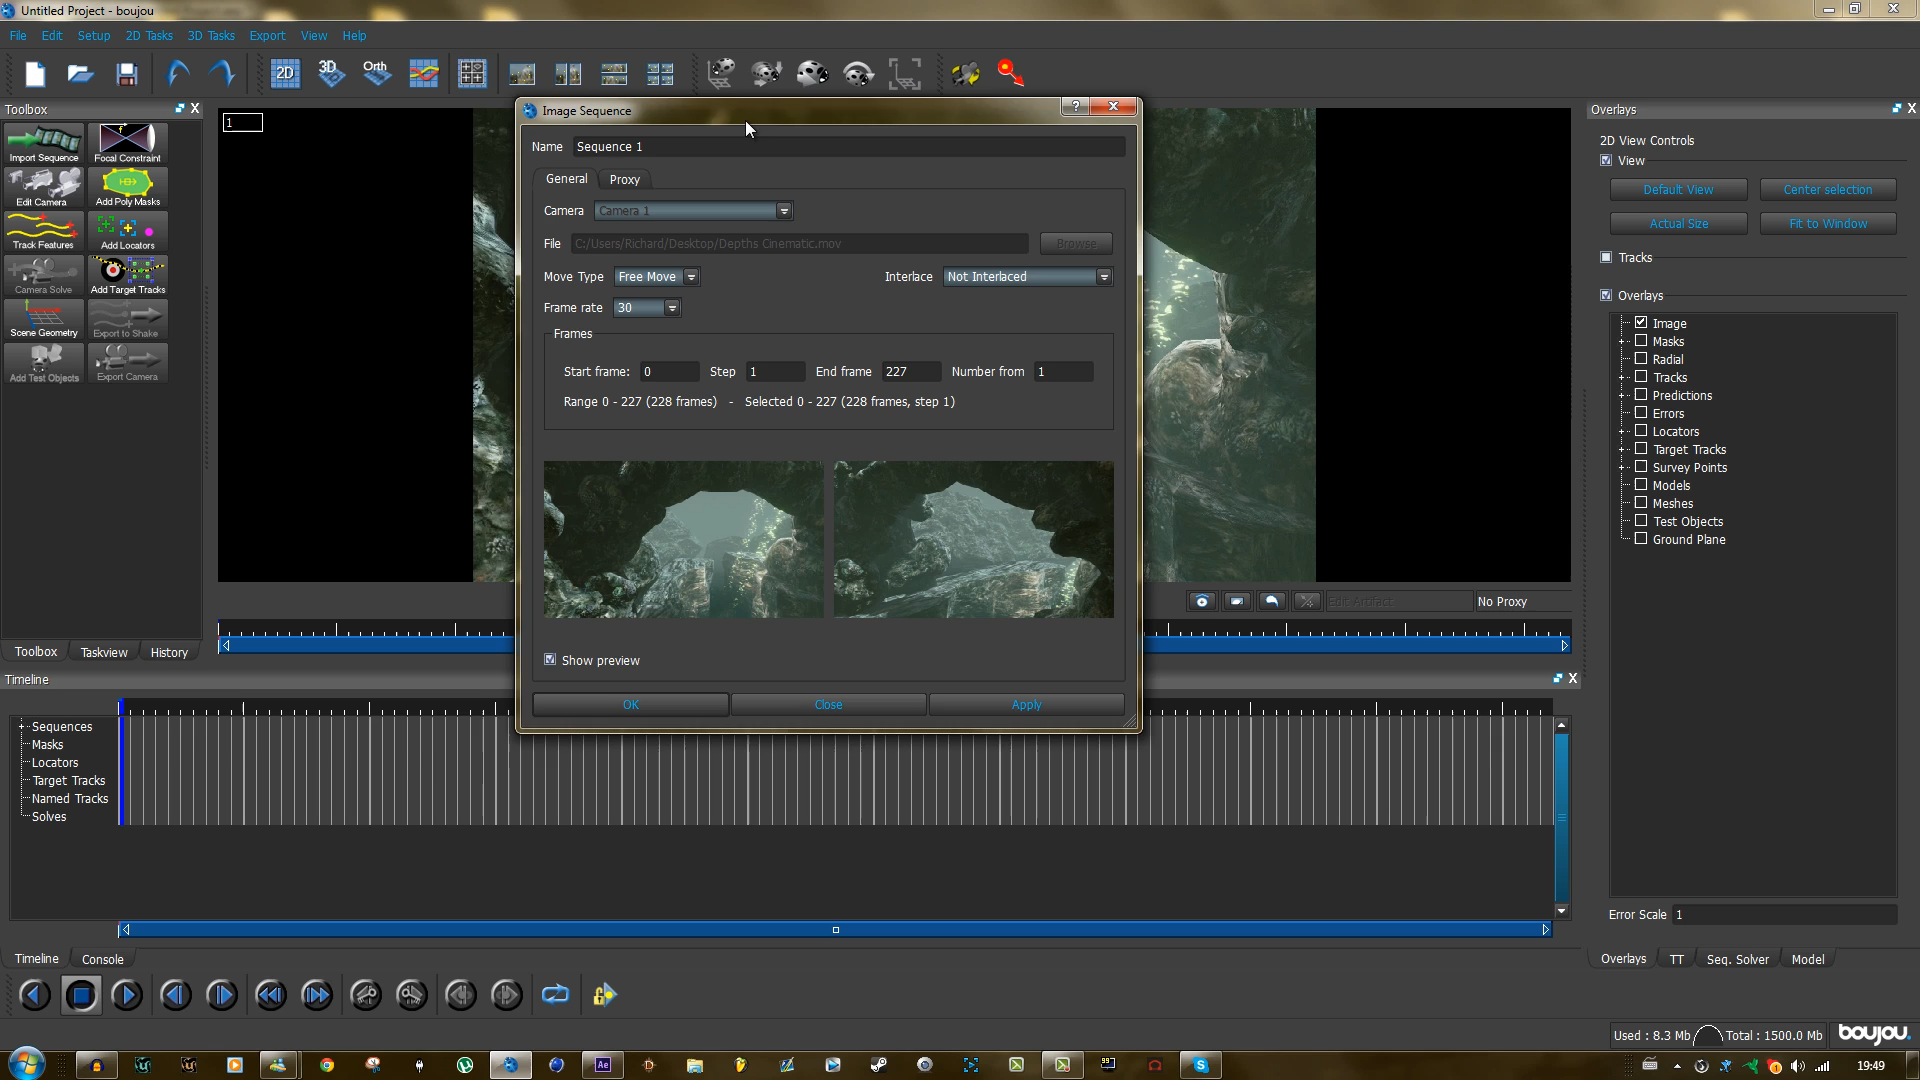 Untitled Project - boujou
File Edit Setup 2D Tasks 3D Tasks Export View Help
2D 3D Orth
Toolbox
Import Sequence Focal Constraint
Edit Camera Add Poly Masks
Track Features Add Locators
Camera Solve Add Target Tracks
Scene Geometry Export to Shake
Add Test Objects Export Camera
Toolbox Taskview History
1
Image Sequence
?
Name Sequence 1
General Proxy
Camera Camera 1
File C:/Users/Richard/Desktop/Depths Cinematic.mov Browse
Move Type Free Move Interlace Not Interlaced
Frame rate 30
Frames
Start frame: 0 Step 1 End frame 227 Number from 1
Range 0 - 227 (228 frames) - Selected 0 - 227 (228 frames, step 1)
Show preview
OK Close Apply
Edit Artifact No Proxy
Overlays
2D View Controls
View
Default View Center selection
Actual Size Fit to Window
Tracks
Overlays
Image
Masks
Radial
Tracks
Predictions
Errors
Locators
Target Tracks
Survey Points
Models
Meshes
Test Objects
Ground Plane
Error Scale 1
Overlays TT Seq. Solver Model
Timeline
Sequences
Masks
Locators
Target Tracks
Named Tracks
Solves
Timeline Console
Used : 8.3 Mb Total : 1500.0 Mb boujou.
Ae
99
S
1
19:49